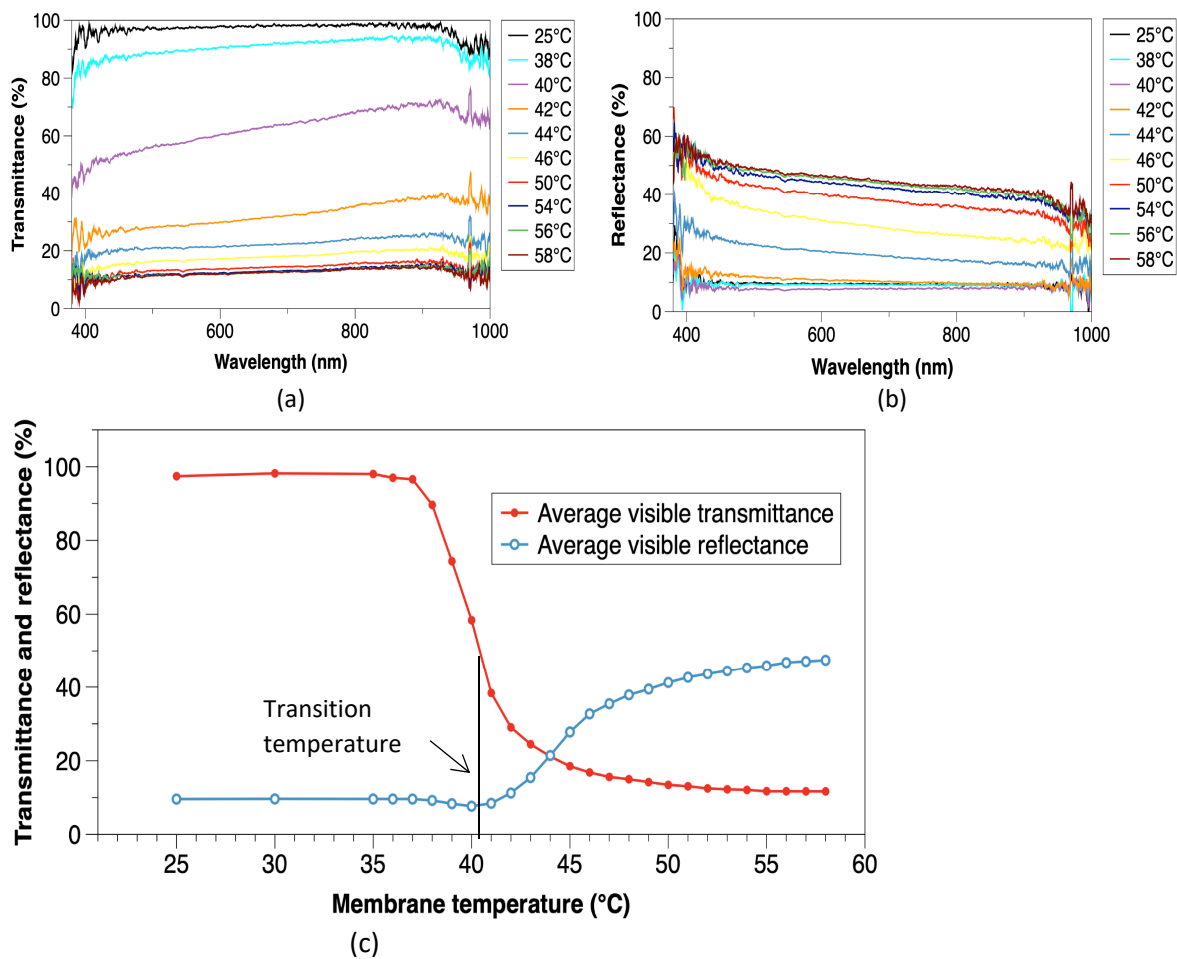 Transmittance (%)
100
80
60
40
20
0
400
600
800
1000
Wavelength (nm)
25°C
38°C
40°C
42°C
44°C
46°C
50°C
54°C
56°C
58°C
(a)
Reflectance (%)
100
80
60
40
20
0
400
600
800
1000
Wavelength (nm)
25°C
38°C
40°C
42°C
44°C
46°C
50°C
54°C
56°C
58°C
(b)
Transmittance and reflectance (%)
100
80
60
40
20
0
Average visible transmittance
Average visible reflectance
Transition
temperature
25
30
35
40
45
50
55
60
Membrane temperature (°C)
(c)